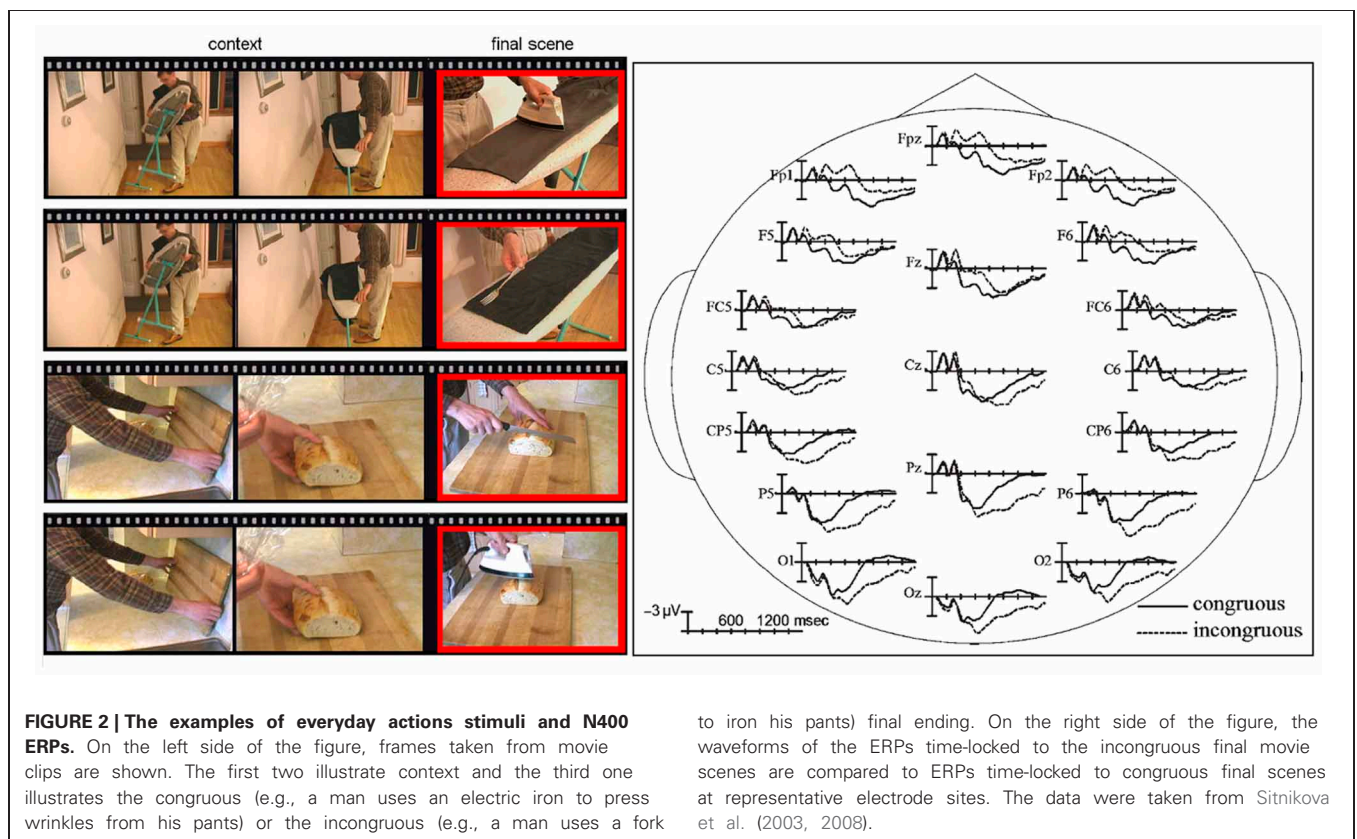 context final scene
Fpz
Fp1 Fp2
F5 F6
Fz
FC5 FC6
C5 Cz C6
CP5 CP6
Pz
P5 P6
O1 O2
Oz
−3 µV 600 1200 msec
congruous
incongruous
FIGURE 2 | The examples of everyday actions stimuli and N400
ERPs. On the left side of the figure, frames taken from movie
clips are shown. The first two illustrate context and the third one
illustrates the congruous (e.g., a man uses an electric iron to press
wrinkles from his pants) or the incongruous (e.g., a man uses a fork
to iron his pants) final ending. On the right side of the figure, the
waveforms of the ERPs time-locked to the incongruous final movie
scenes are compared to ERPs time-locked to congruous final scenes
at representative electrode sites. The data were taken from Sitnikova
et al. (2003, 2008).